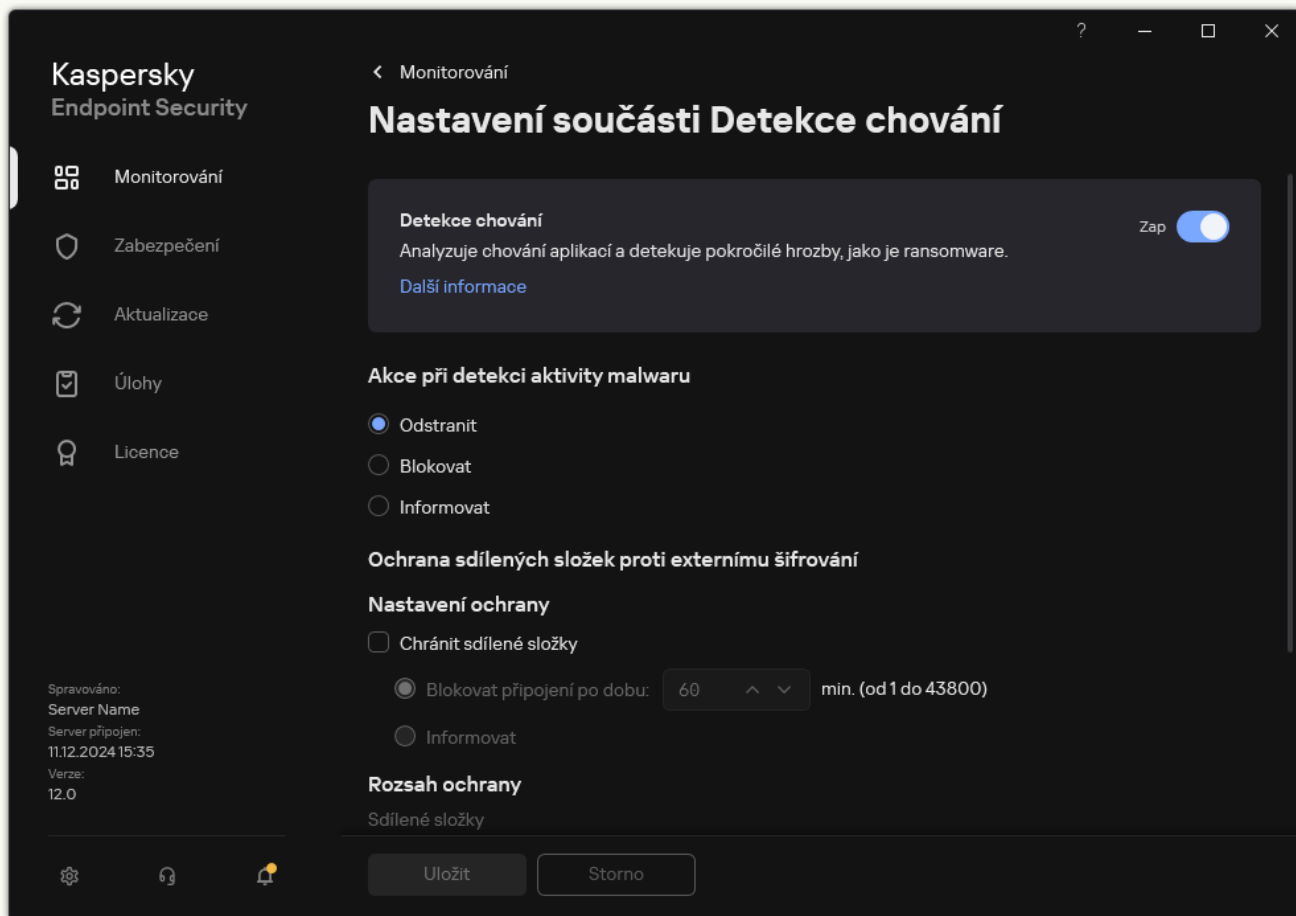 ?
Kaspersky
Endpoint Security
Monitorování
Zabezpečení
Aktualizace
Úlohy
Licence
Spravováno:
Server Name
Server připojen:
11.12.2024 15:35
Verze:
12.0
Monitorování
Nastavení součásti Detekce chování
Detekce chování
Zap
Analyzuje chování aplikací a detekuje pokročilé hrozby, jako je ransomware.
Další informace
Akce při detekci aktivity malwaru
Odstranit
Blokovat
Informovat
Ochrana sdílených složek proti externímu šifrování
Nastavení ochrany
Chránit sdílené složky
Blokovat připojení po dobu: 60 min. (od 1 do 43800)
Informovat
Rozsah ochrany
Sdílené složky
Uložit Storno